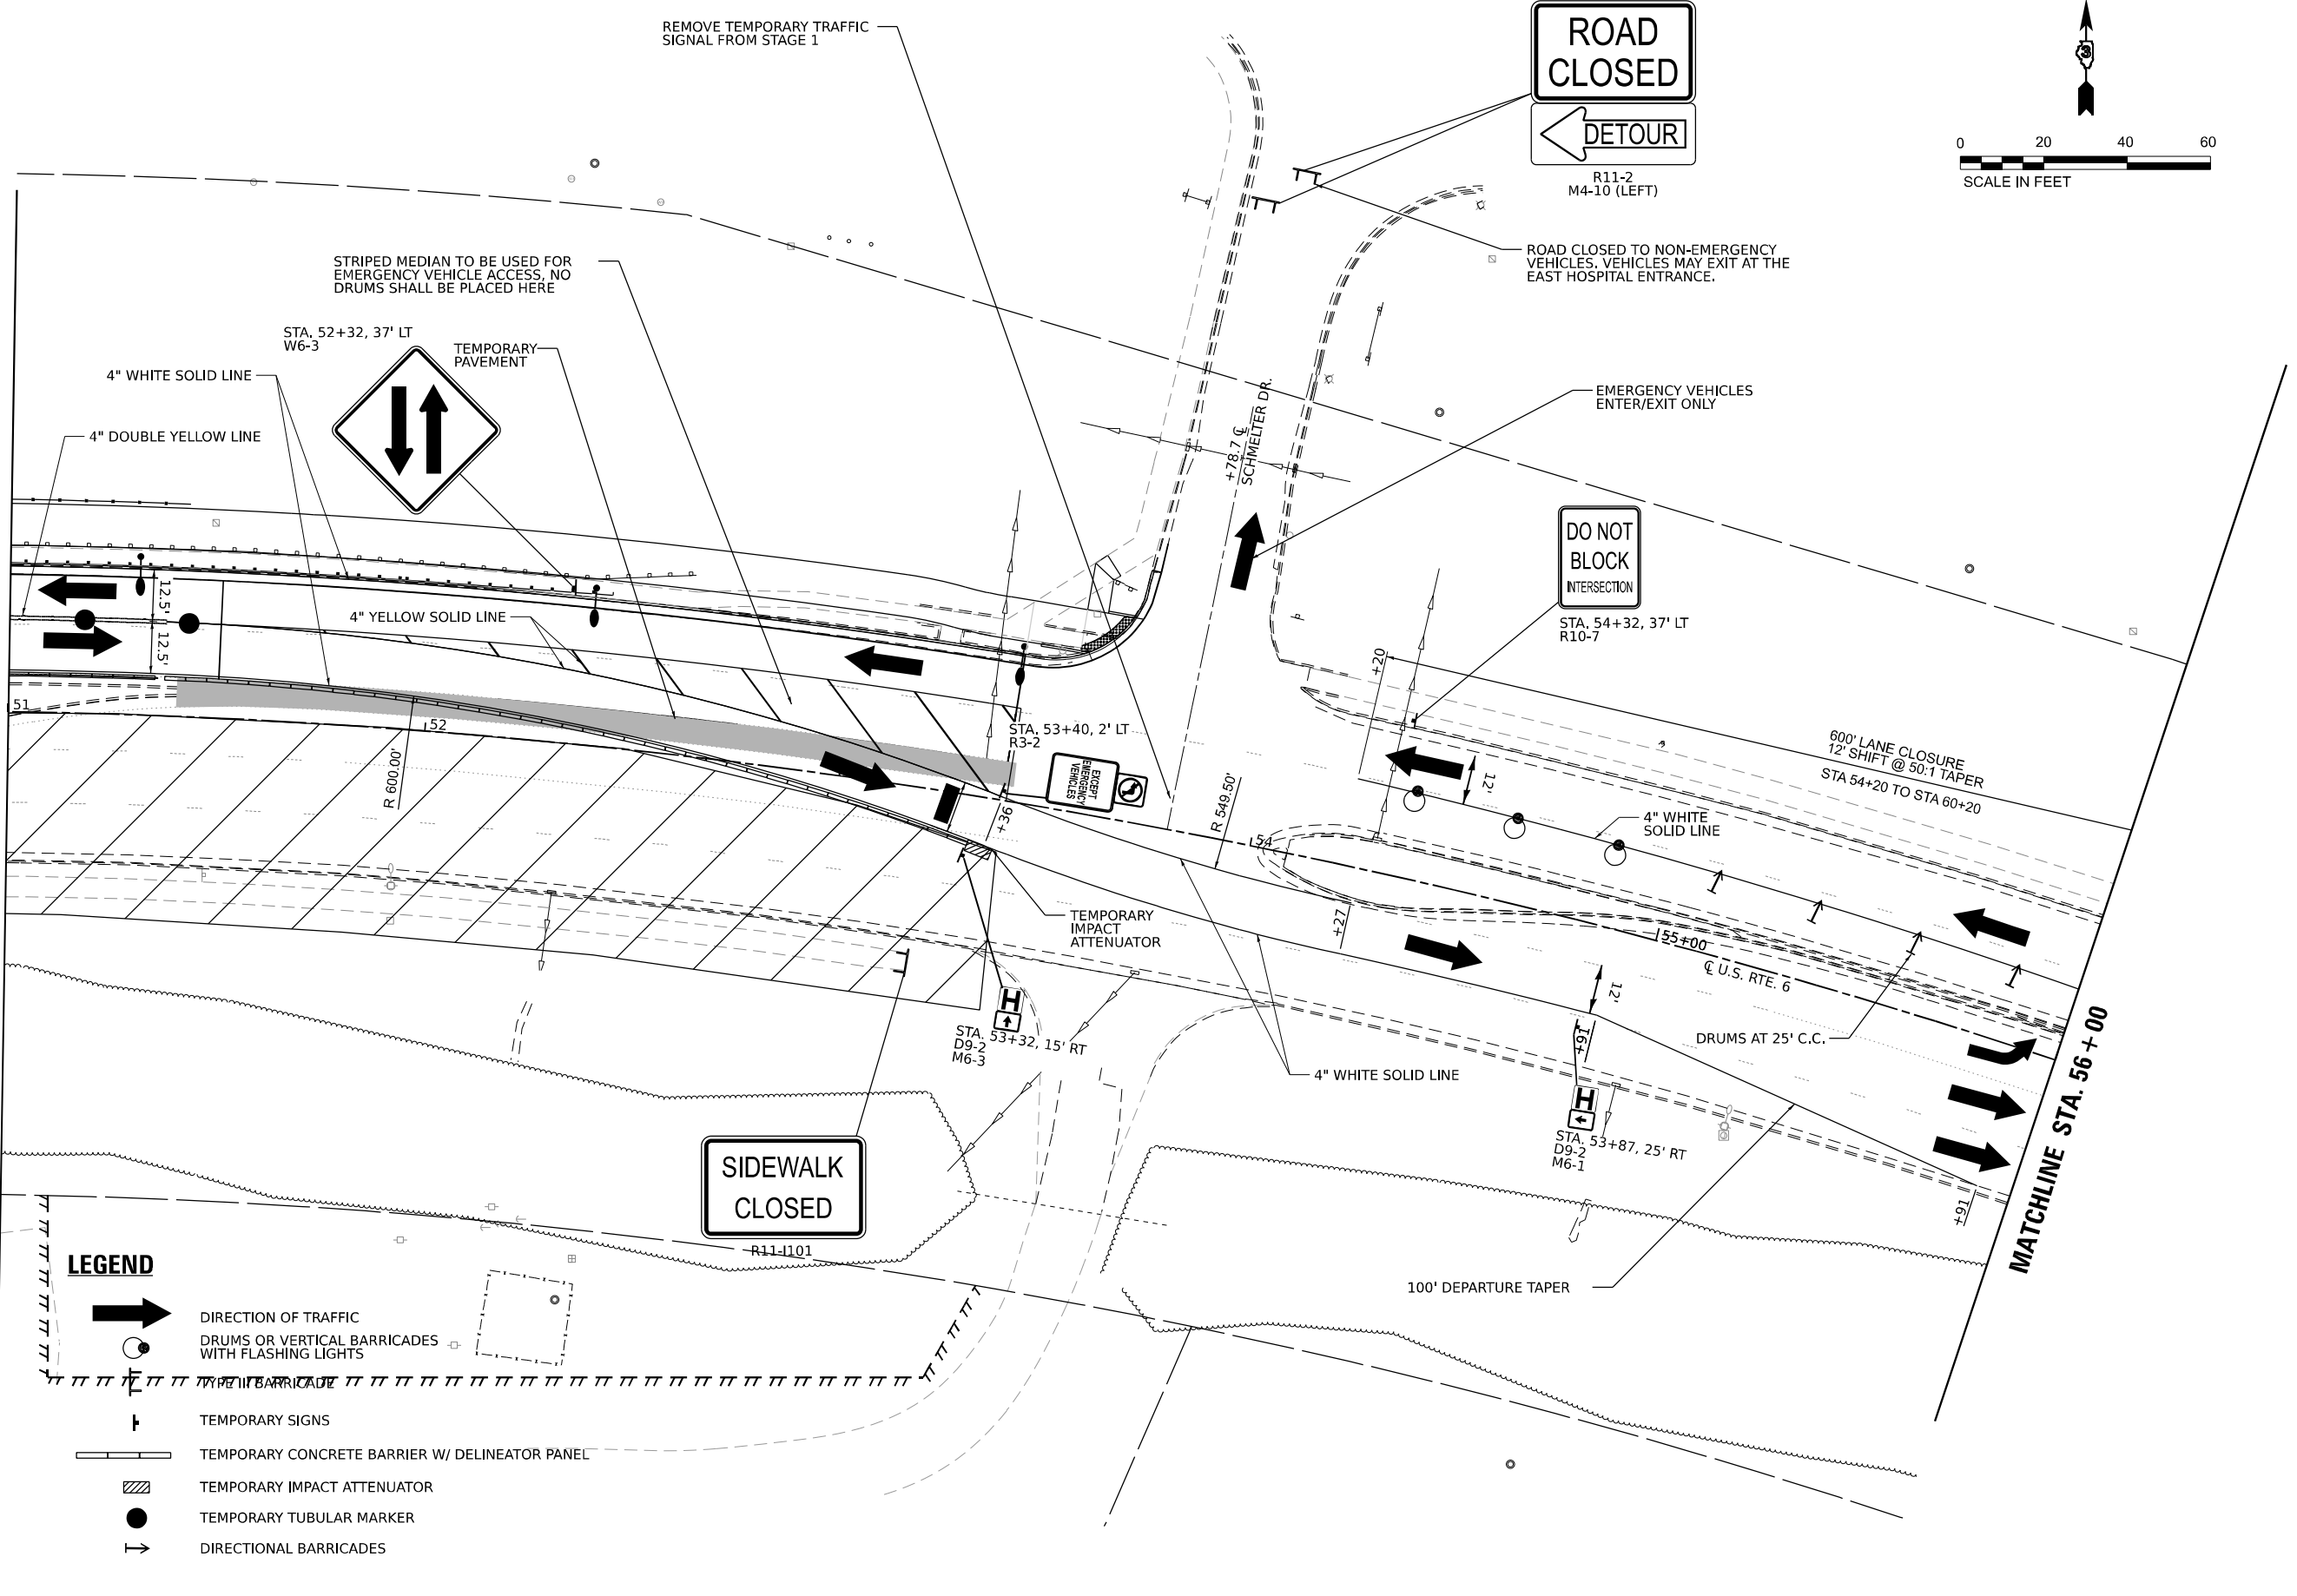 REMOVE TEMPORARY TRAFFIC
SIGNAL FROM STAGE 1
ROAD
CLOSED
DETOUR
R11-2
M4-10 (LEFT)
3
0 20 40 60
SCALE IN FEET
STRIPED MEDIAN TO BE USED FOR
EMERGENCY VEHICLE ACCESS, NO
DRUMS SHALL BE PLACED HERE
ROAD CLOSED TO NON-EMERGENCY
VEHICLES. VEHICLES MAY EXIT AT THE
EAST HOSPITAL ENTRANCE.
STA. 52+32, 37' LT
W6-3
TEMPORARY
PAVEMENT
4" WHITE SOLID LINE
4" DOUBLE YELLOW LINE
EMERGENCY VEHICLES
ENTER/EXIT ONLY
+78.7 ℄
SCHMELTER DR.
DO NOT
BLOCK
INTERSECTION
STA. 54+32, 37' LT
R10-7
12.5'
12.5'
4" YELLOW SOLID LINE
+20
51
52
R 600.00'
STA. 53+40, 2' LT
R3-2
EXCEPT
EMERGENCY
VEHICLES
+36
R 549.50'
54
12'
600' LANE CLOSURE
12' SHIFT @ 50:1 TAPER
STA 54+20 TO STA 60+20
4" WHITE
SOLID LINE
TEMPORARY
IMPACT
ATTENUATOR
+27
55+00
℄ U.S. RTE. 6
12'
+91
DRUMS AT 25' C.C.
H
STA. 53+32, 15' RT
D9-2
M6-3
4" WHITE SOLID LINE
H
STA. 53+87, 25' RT
D9-2
M6-1
MATCHLINE STA. 56+00
+91
SIDEWALK
CLOSED
R11-I101
100' DEPARTURE TAPER
LEGEND
DIRECTION OF TRAFFIC
DRUMS OR VERTICAL BARRICADES
WITH FLASHING LIGHTS
TYPE III BARRICADE
TEMPORARY SIGNS
TEMPORARY CONCRETE BARRIER W/ DELINEATOR PANEL
TEMPORARY IMPACT ATTENUATOR
TEMPORARY TUBULAR MARKER
DIRECTIONAL BARRICADES